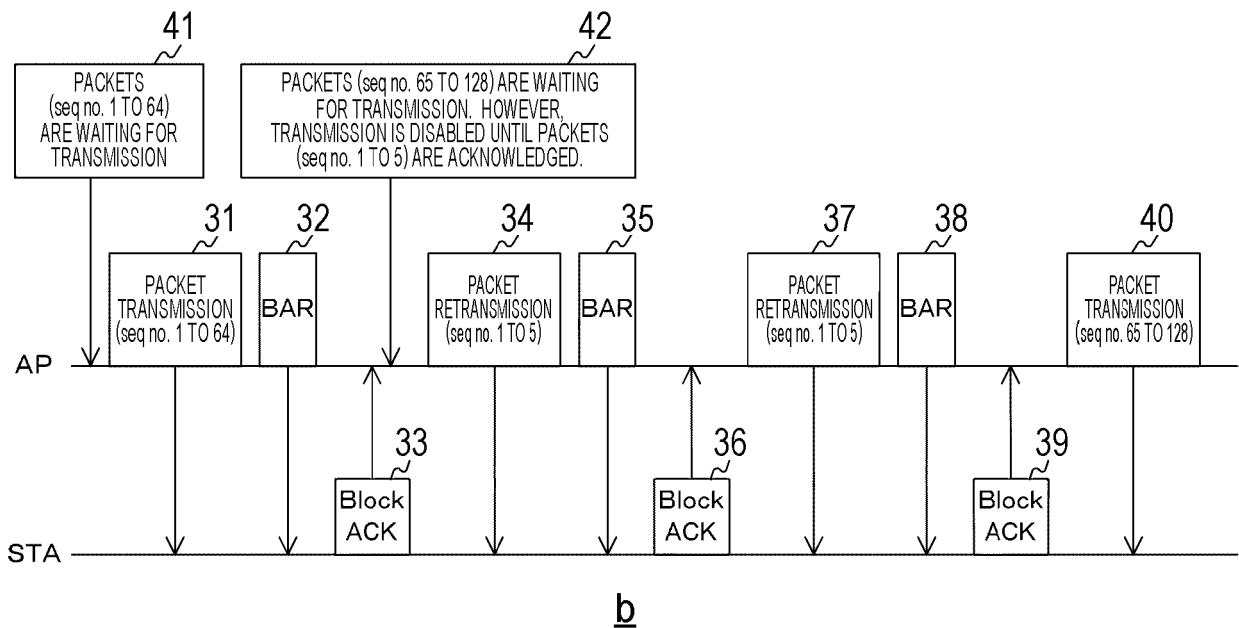 41
42
PACKETS
(seq no. 1 TO 64)
ARE WAITING FOR
TRANSMISSION
PACKETS (seq no. 65 TO 128) ARE WAITING
FOR TRANSMISSION. HOWEVER,
TRANSMISSION IS DISABLED UNTIL PACKETS
(seq no. 1 TO 5) ARE ACKNOWLEDGED.
31
32
34
35
37
38
40
PACKET
TRANSMISSION
(seq no. 1 TO 64)
BAR
PACKET
RETRANSMISSION
(seq no. 1 TO 5)
BAR
PACKET
RETRANSMISSION
(seq no. 1 TO 5)
BAR
PACKET
TRANSMISSION
(seq no. 65 TO 128)
AP
33
36
39
Block
ACK
Block
ACK
Block
ACK
STA
b